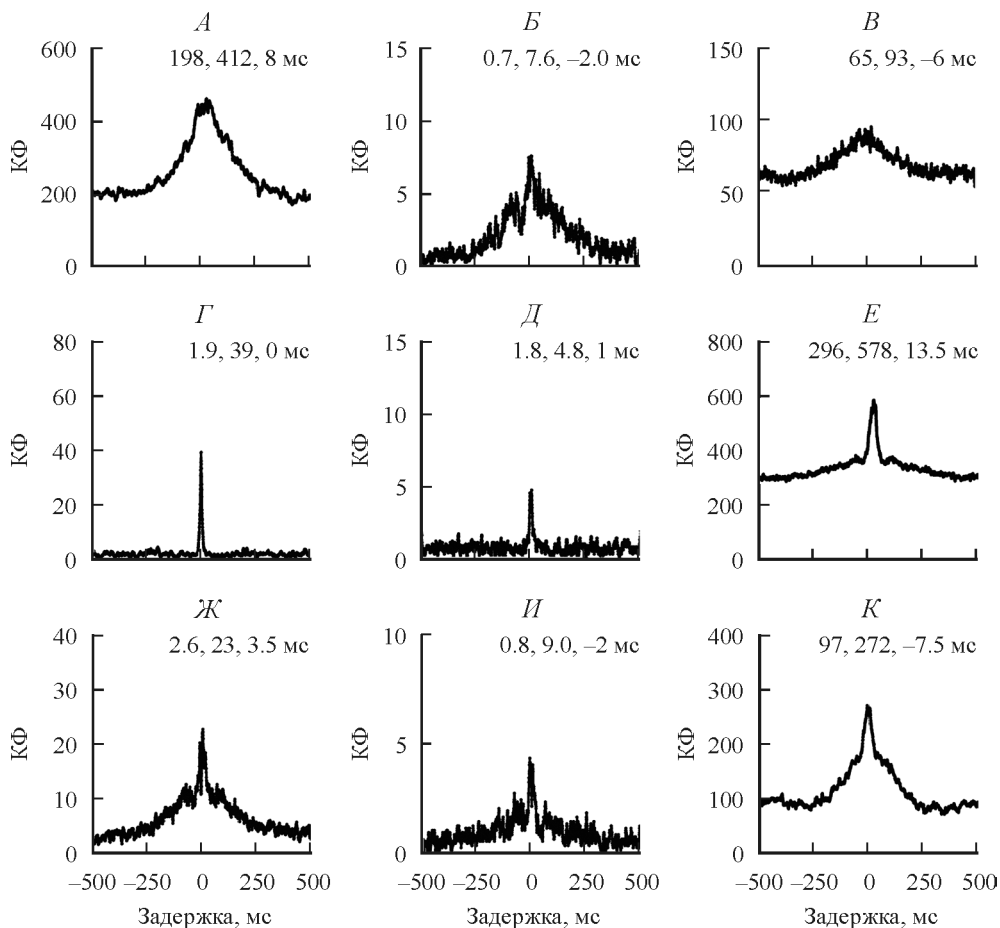 А
198, 412, 8 мс
КФ
600
400
200
0
Б
0.7, 7.6, –2.0 мс
КФ
15
10
5
0
В
65, 93, –6 мс
КФ
150
100
50
0
Г
1.9, 39, 0 мс
КФ
80
60
40
20
0
Д
1.8, 4.8, 1 мс
КФ
15
10
5
0
Е
296, 578, 13.5 мс
КФ
800
600
400
200
0
Ж
2.6, 23, 3.5 мс
КФ
40
30
20
10
0
–500 –250 0 250 500
Задержка, мс
И
0.8, 9.0, –2 мс
КФ
10
5
0
–500 –250 0 250 500
Задержка, мс
К
97, 272, –7.5 мс
КФ
400
300
200
100
0
–500 –250 0 250 500
Задержка, мс